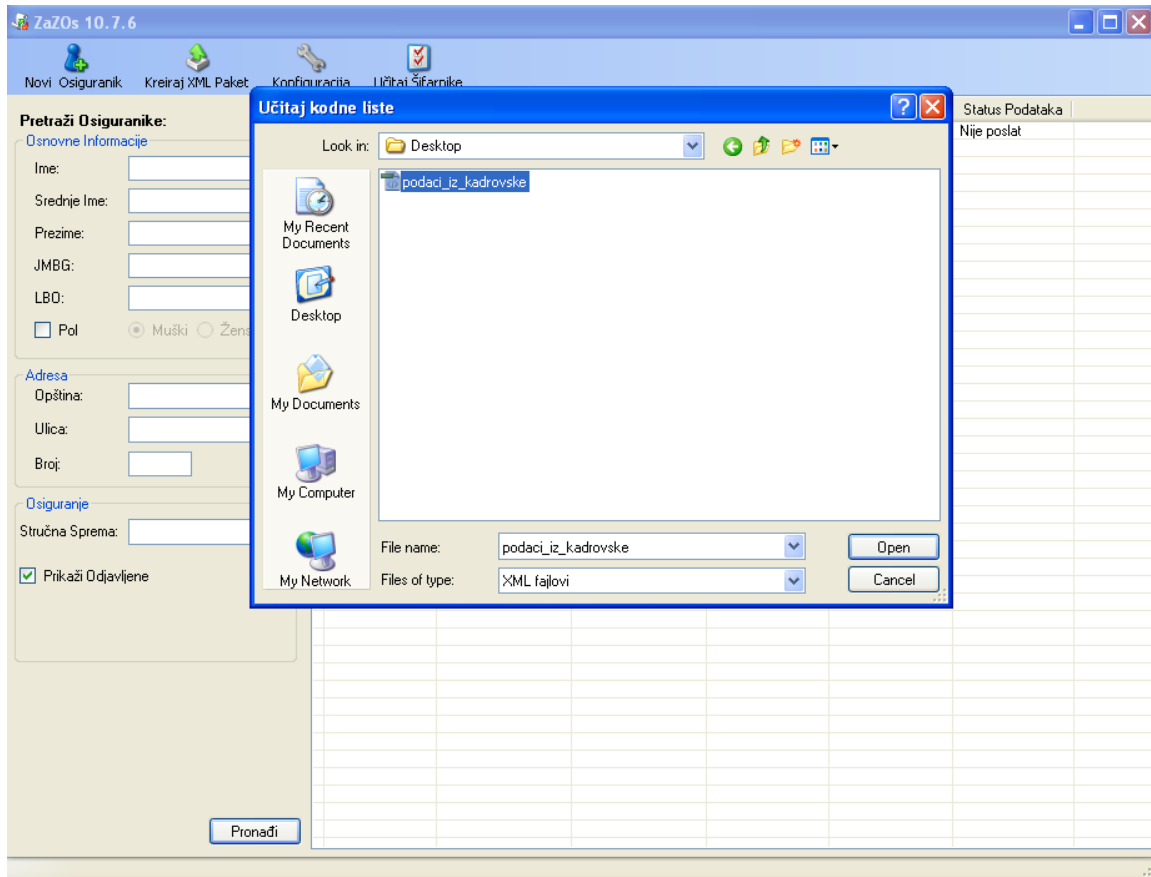 ZaZOs 10.7.6
Novi Osiguranik
Kreiraj XML Paket
Konfiguracija
Učitaj Šifarnike
Pretraži Osiguranike:
Osnovne Informacije
Ime:
Srednje Ime:
Prezime:
JMBG:
LBO:
Pol
Muški
Žens
Adresa
Opština:
Ulica:
Broj:
Osiguranje
Stručna Sprema:
Prikaži Odjavljene
Pronađi
Učitaj kodne liste
Look in:
Desktop
My Recent
Documents
Desktop
My Documents
My Computer
My Network
podaci_iz_kadrovske
File name:
podaci_iz_kadrovske
Open
Files of type:
XML fajlovi
Cancel
Status Podataka
Nije poslat